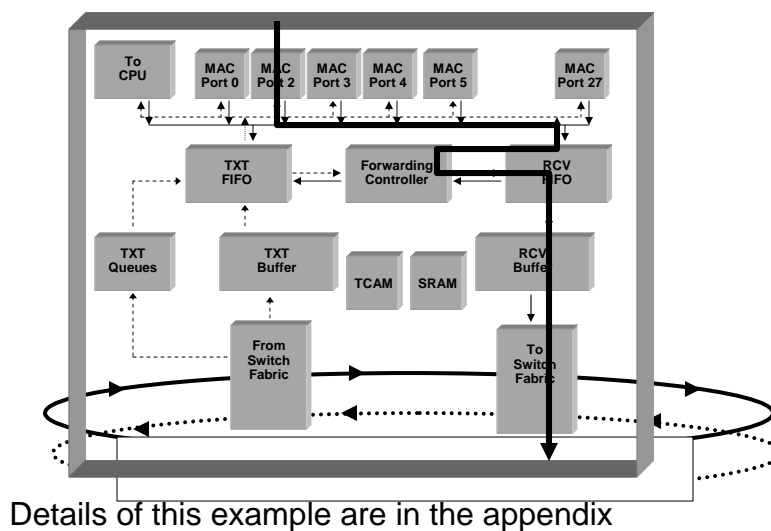 To
CPU
MAC
Port 0
MAC
Port 2
MAC
Port 3
MAC
Port 4
MAC
Port 5
MAC
Port 27
TXT
FIFO
Forwarding
Controller
RCV
FIFO
TXT
Queues
TXT
Buffer
TCAM
SRAM
RCV
Buffer
From
Switch
Fabric
To
Switch
Fabric
Details of this example are in the appendix